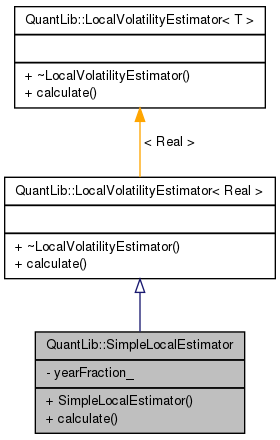 QuantLib::LocalVolatilityEstimator< T >
+ ~LocalVolatilityEstimator()
+ calculate()
< Real >
QuantLib::LocalVolatilityEstimator< Real >
+ ~LocalVolatilityEstimator()
+ calculate()
QuantLib::SimpleLocalEstimator
- yearFraction_
+ SimpleLocalEstimator()
+ calculate()